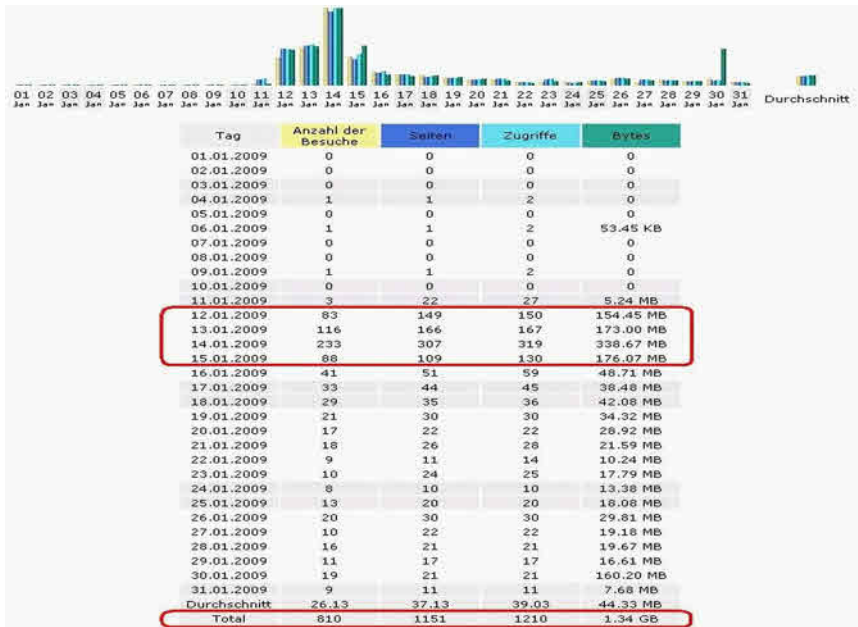 01 02 03 04 05 06 07 08 09 10 11 12 13 14 15 16 17 18 19 20 21 22 23 24 25 26 27 28 29 30 31
Jan Jan Jan Jan Jan Jan Jan Jan Jan Jan Jan Jan Jan Jan Jan Jan Jan Jan Jan Jan Jan Jan Jan Jan Jan Jan Jan Jan Jan Jan Jan Durchschnitt
Tag Anzahl der Besuche Seiten Zugriffe Bytes
01.01.2009 0 0 0 0
02.01.2009 0 0 0 0
03.01.2009 0 0 0 0
04.01.2009 1 1 2 0
05.01.2009 0 0 0 0
06.01.2009 1 1 2 53.45 KB
07.01.2009 0 0 0 0
08.01.2009 0 0 0 0
09.01.2009 1 1 2 0
10.01.2009 0 0 0 0
11.01.2009 3 22 27 5.24 MB
12.01.2009 83 149 150 154.45 MB
13.01.2009 116 166 167 173.00 MB
14.01.2009 233 307 319 338.67 MB
15.01.2009 88 109 130 176.07 MB
16.01.2009 41 51 59 48.71 MB
17.01.2009 33 44 45 38.48 MB
18.01.2009 29 35 36 42.08 MB
19.01.2009 21 30 30 34.32 MB
20.01.2009 17 22 22 28.92 MB
21.01.2009 18 26 28 21.59 MB
22.01.2009 9 11 14 10.24 MB
23.01.2009 10 24 25 17.79 MB
24.01.2009 8 10 10 13.38 MB
25.01.2009 13 20 20 18.08 MB
26.01.2009 20 30 30 29.81 MB
27.01.2009 10 22 22 19.18 MB
28.01.2009 16 21 21 19.67 MB
29.01.2009 11 17 17 16.61 MB
30.01.2009 19 21 21 160.20 MB
31.01.2009 9 11 11 7.68 MB
Durchschnitt 26.13 37.13 39.03 44.33 MB
Total 810 1151 1210 1.34 GB